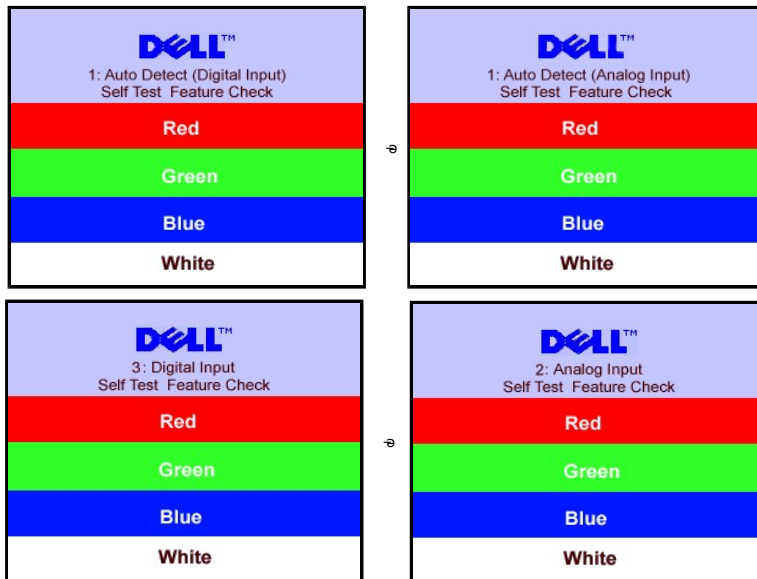 DELL™
1: Auto Detect (Digital Input)
Self Test Feature Check
Red
Green
Blue
White
DELL™
1: Auto Detect (Analog Input)
Self Test Feature Check
Red
Green
Blue
White
DELL™
3: Digital Input
Self Test Feature Check
Red
Green
Blue
White
DELL™
2: Analog Input
Self Test Feature Check
Red
Green
Blue
White